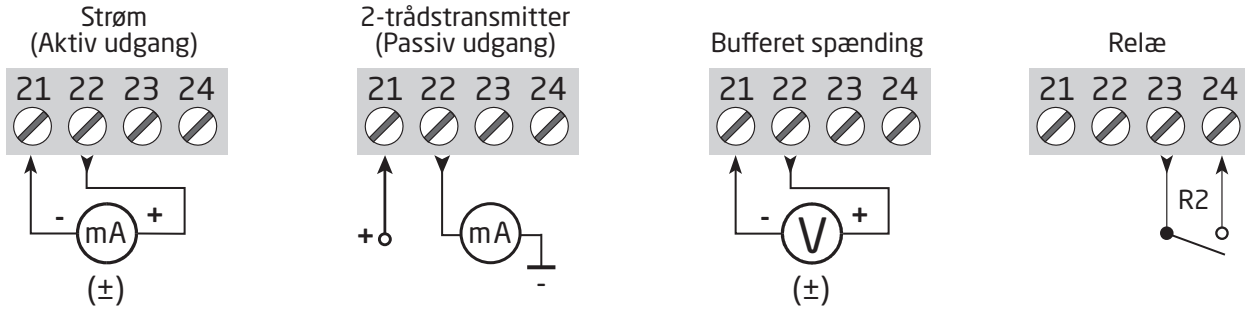 Strøm
(Aktiv udgang)
21 22 23 24
- mA +
(±)
2-trådstransmitter
(Passiv udgang)
21 22 23 24
+ mA
-
Bufferet spænding
21 22 23 24
- V +
(±)
Relæ
21 22 23 24
R2